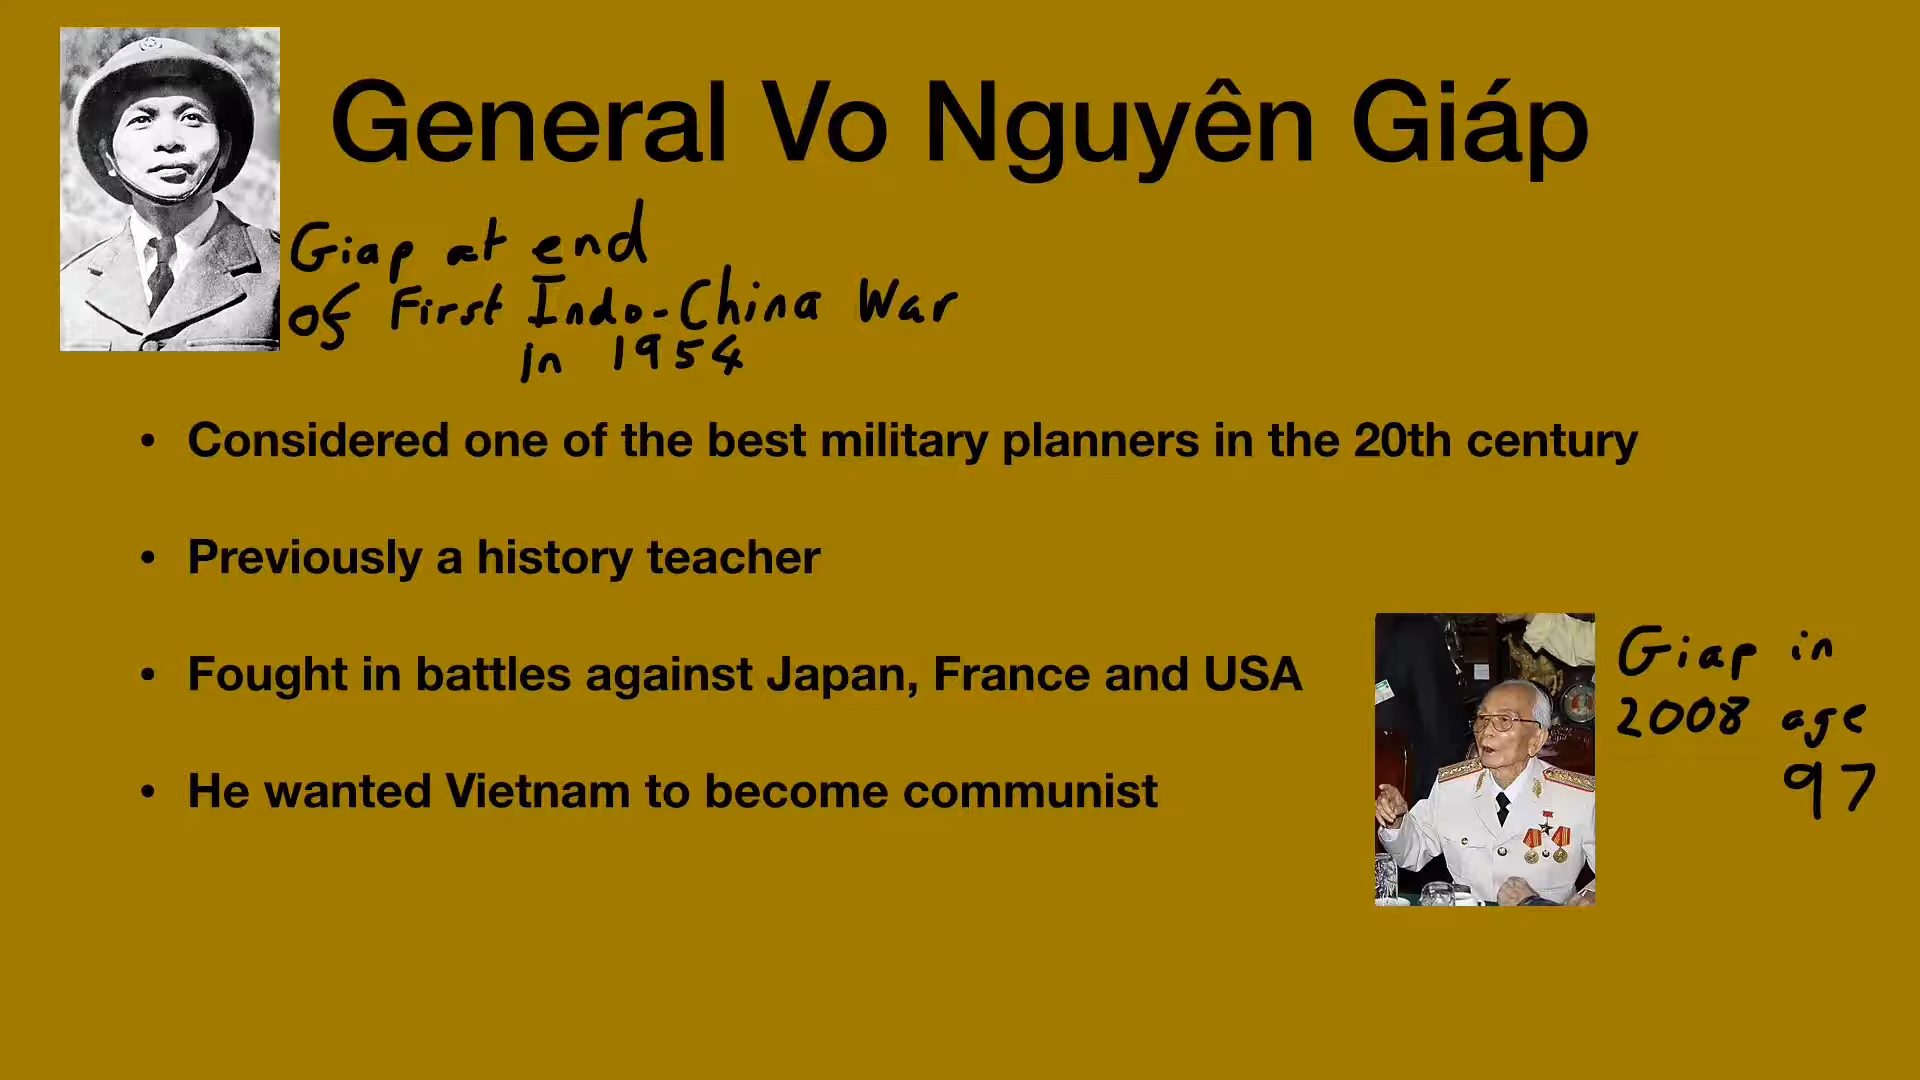 General Vo Nguyên Giáp
Giap at end
of First Indo-China War
in 1954
• Considered one of the best military planners in the 20th century
• Previously a history teacher
• Fought in battles against Japan, France and USA
• He wanted Vietnam to become communist
Giap in
2008 age
97